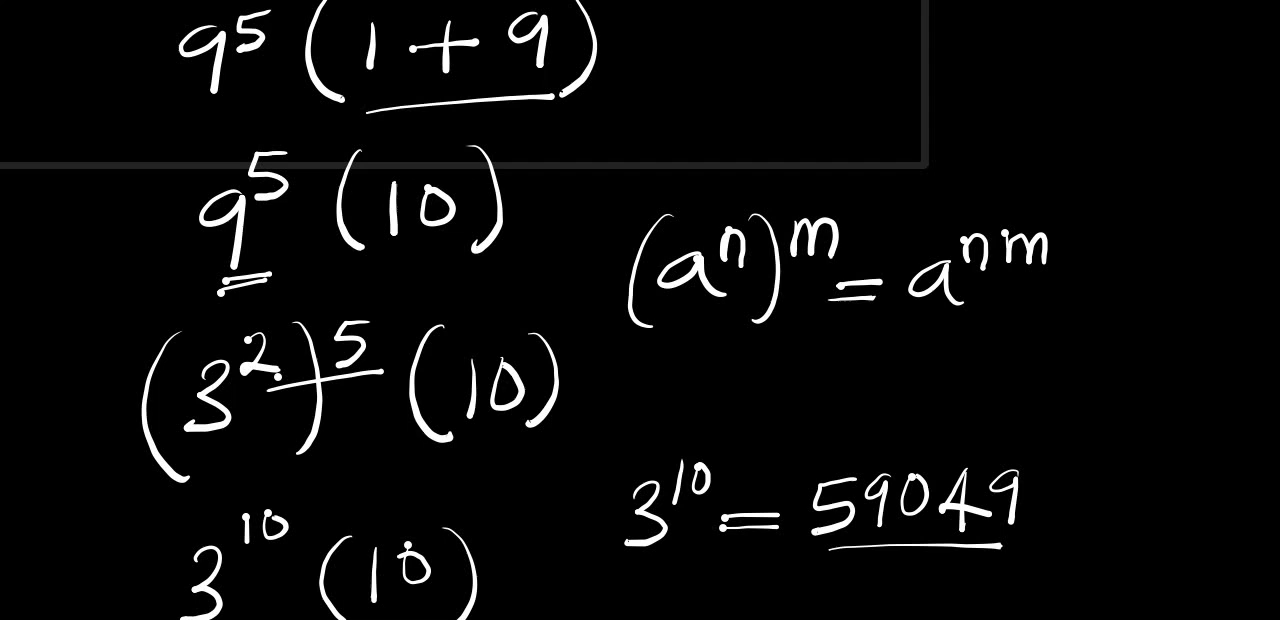 9⁵ (1 + 9)
9⁵ (10)
(aⁿ)ᵐ = aⁿᵐ
(3²)⁵ (10)
3¹⁰ = 59049
3¹⁰ (10)